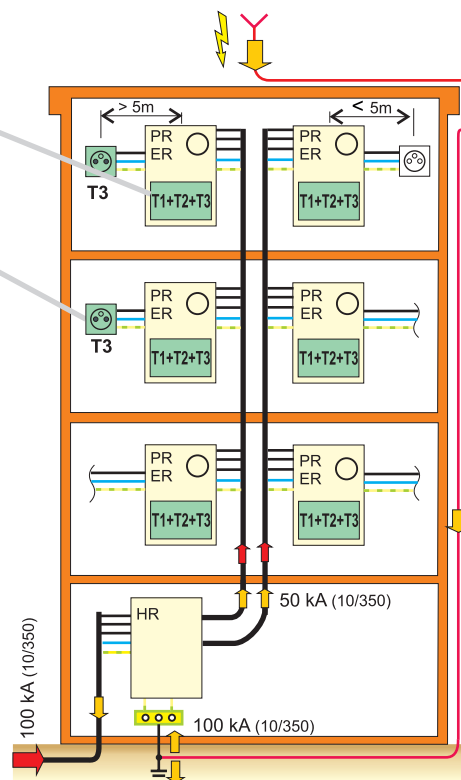 > 5m
< 5m
PR
ER
T1+T2+T3
T3
PR
ER
T1+T2+T3
PR
ER
T1+T2+T3
T3
PR
ER
T1+T2+T3
PR
ER
T1+T2+T3
PR
ER
T1+T2+T3
HR
50 kA (10/350)
100 kA (10/350)
100 kA (10/350)